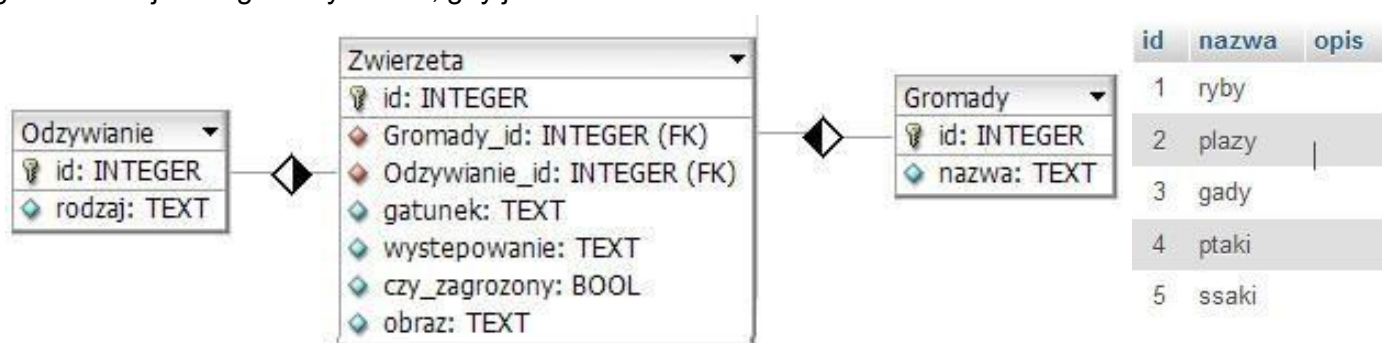 Odzywianie
id: INTEGER
rodzaj: TEXT
Zwierzeta
id: INTEGER
Gromady_id: INTEGER (FK)
Odzywianie_id: INTEGER (FK)
gatunek: TEXT
wystepowanie: TEXT
czy_zagrozony: BOOL
obraz: TEXT
Gromady
id: INTEGER
nazwa: TEXT
id nazwa opis
1 ryby
2 plazy
3 gady
4 ptaki
5 ssaki